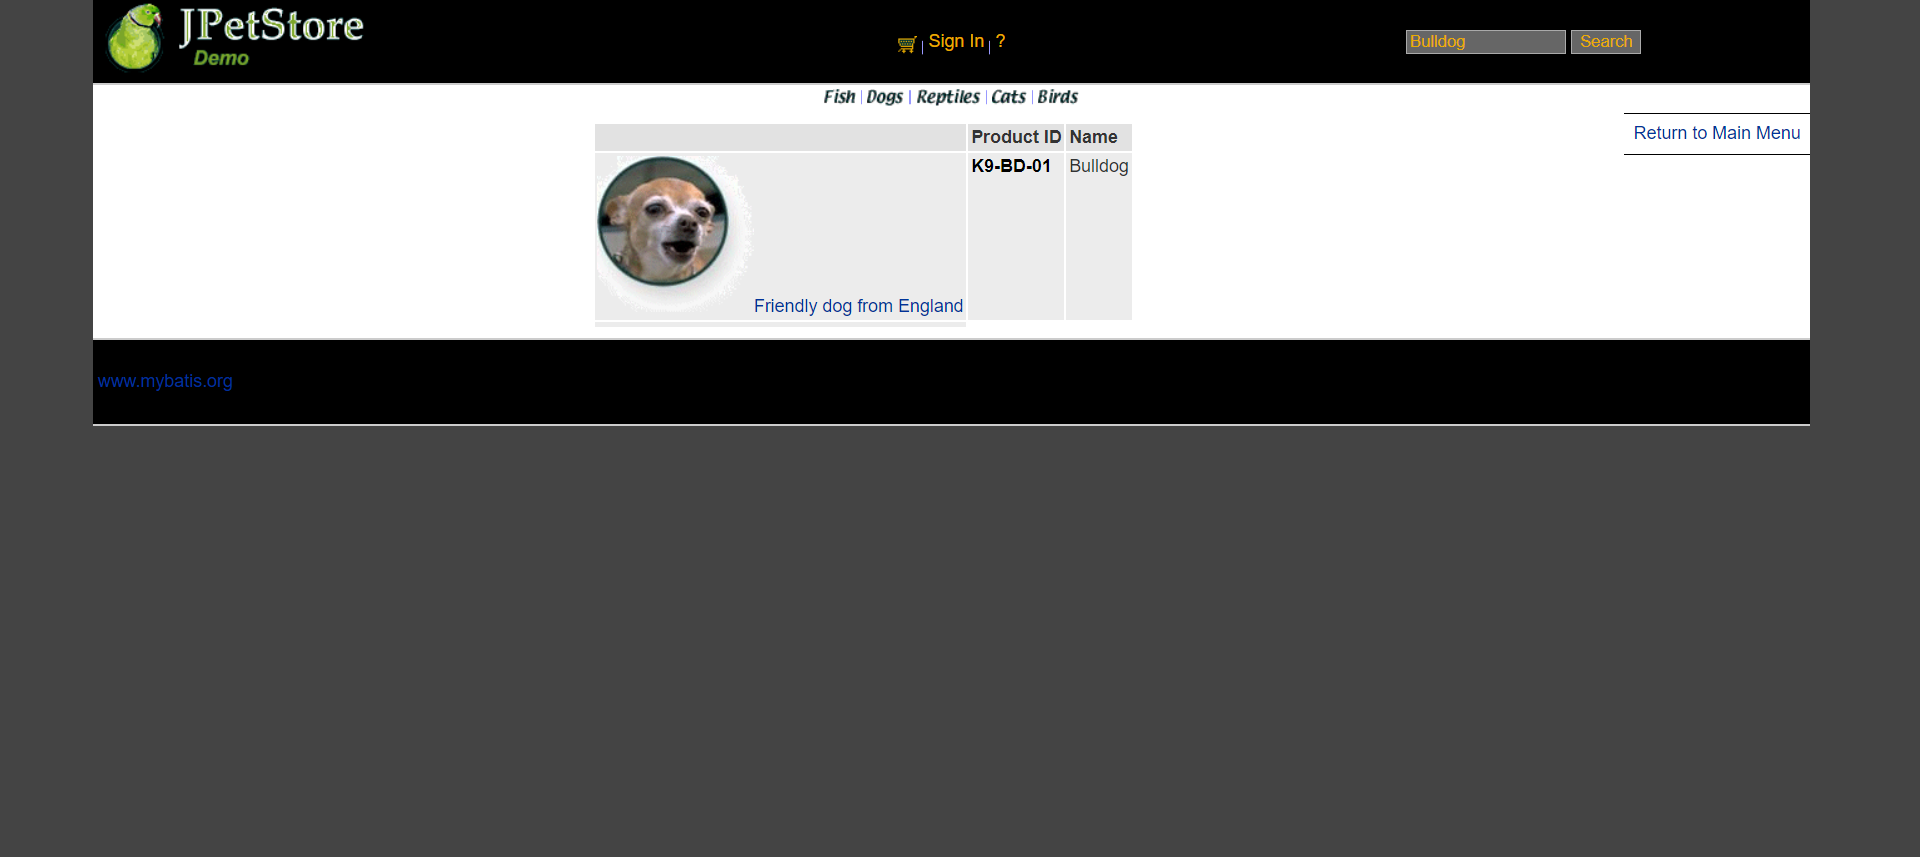 JPetStore
Demo
Sign In | ?
Bulldog Search
Fish | Dogs | Reptiles | Cats | Birds
Return to Main Menu
Product ID Name
K9-BD-01 Bulldog
Friendly dog from England
www.mybatis.org